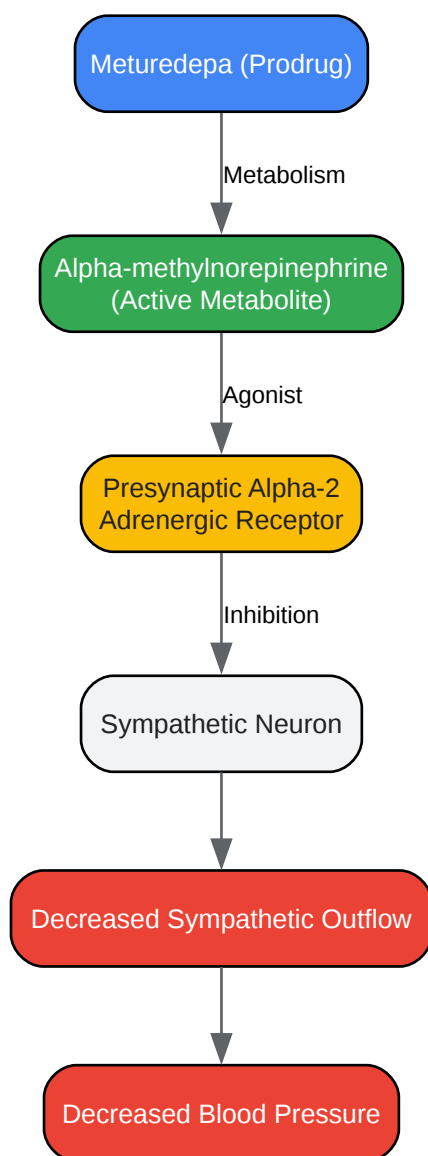 Meturedepa (Prodrug)
Metabolism
Alpha-methylnorepinephrine
(Active Metabolite)
Agonist
Presynaptic Alpha-2
Adrenergic Receptor
Inhibition
Sympathetic Neuron
Decreased Sympathetic Outflow
Decreased Blood Pressure